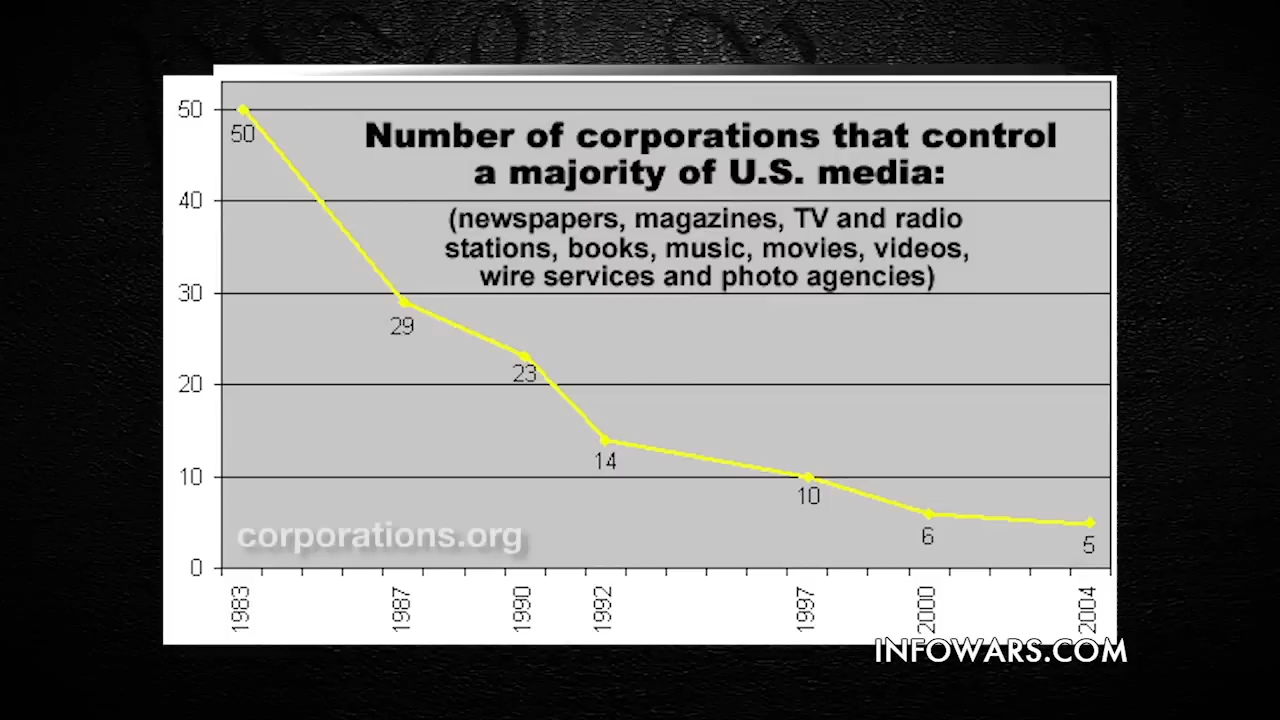 Number of corporations that control
a majority of U.S. media:
(newspapers, magazines, TV and radio
stations, books, music, movies, videos,
wire services and photo agencies)
50
40
30
20
10
0
50
29
23
14
10
6
5
corporations.org
1983
1987
1990
1992
1997
2000
2004
INFOWARS.COM